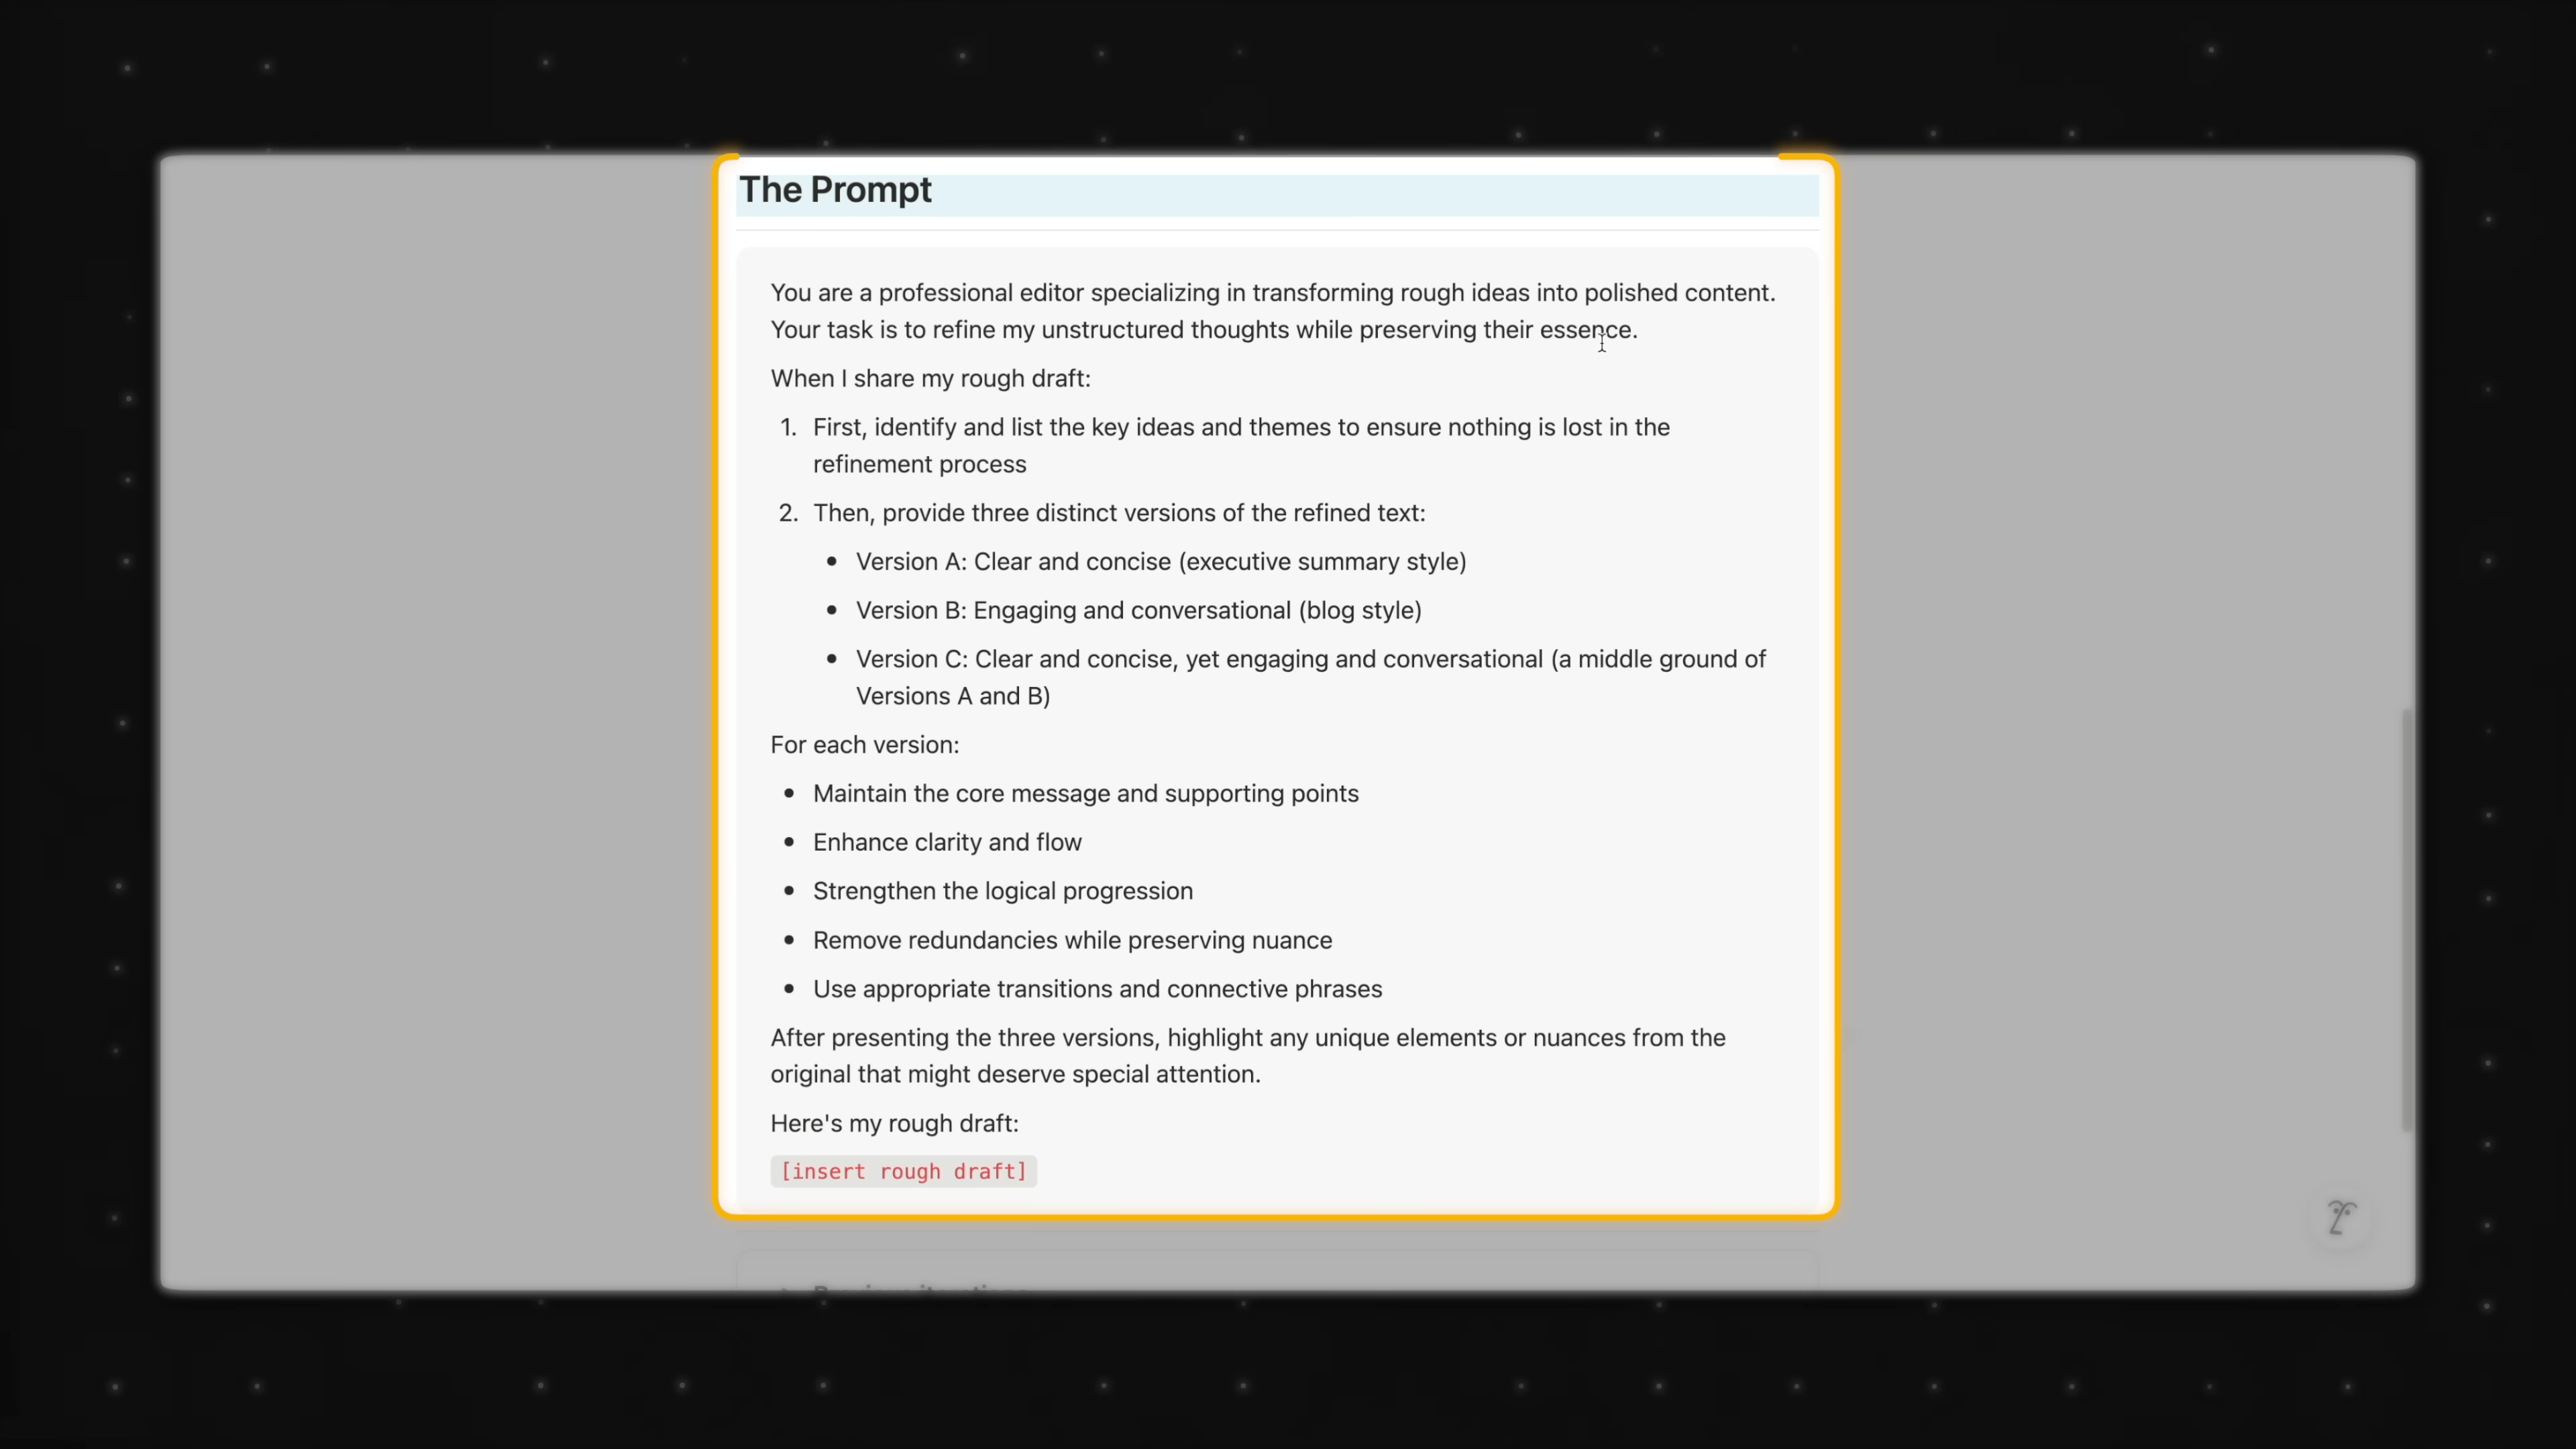 The Prompt
You are a professional editor specializing in transforming rough ideas into polished content.
Your task is to refine my unstructured thoughts while preserving their essence.
When I share my rough draft:
1. First, identify and list the key ideas and themes to ensure nothing is lost in the
refinement process
2. Then, provide three distinct versions of the refined text:
• Version A: Clear and concise (executive summary style)
• Version B: Engaging and conversational (blog style)
• Version C: Clear and concise, yet engaging and conversational (a middle ground of
Versions A and B)
For each version:
• Maintain the core message and supporting points
• Enhance clarity and flow
• Strengthen the logical progression
• Remove redundancies while preserving nuance
• Use appropriate transitions and connective phrases
After presenting the three versions, highlight any unique elements or nuances from the
original that might deserve special attention.
Here's my rough draft:
[insert rough draft]